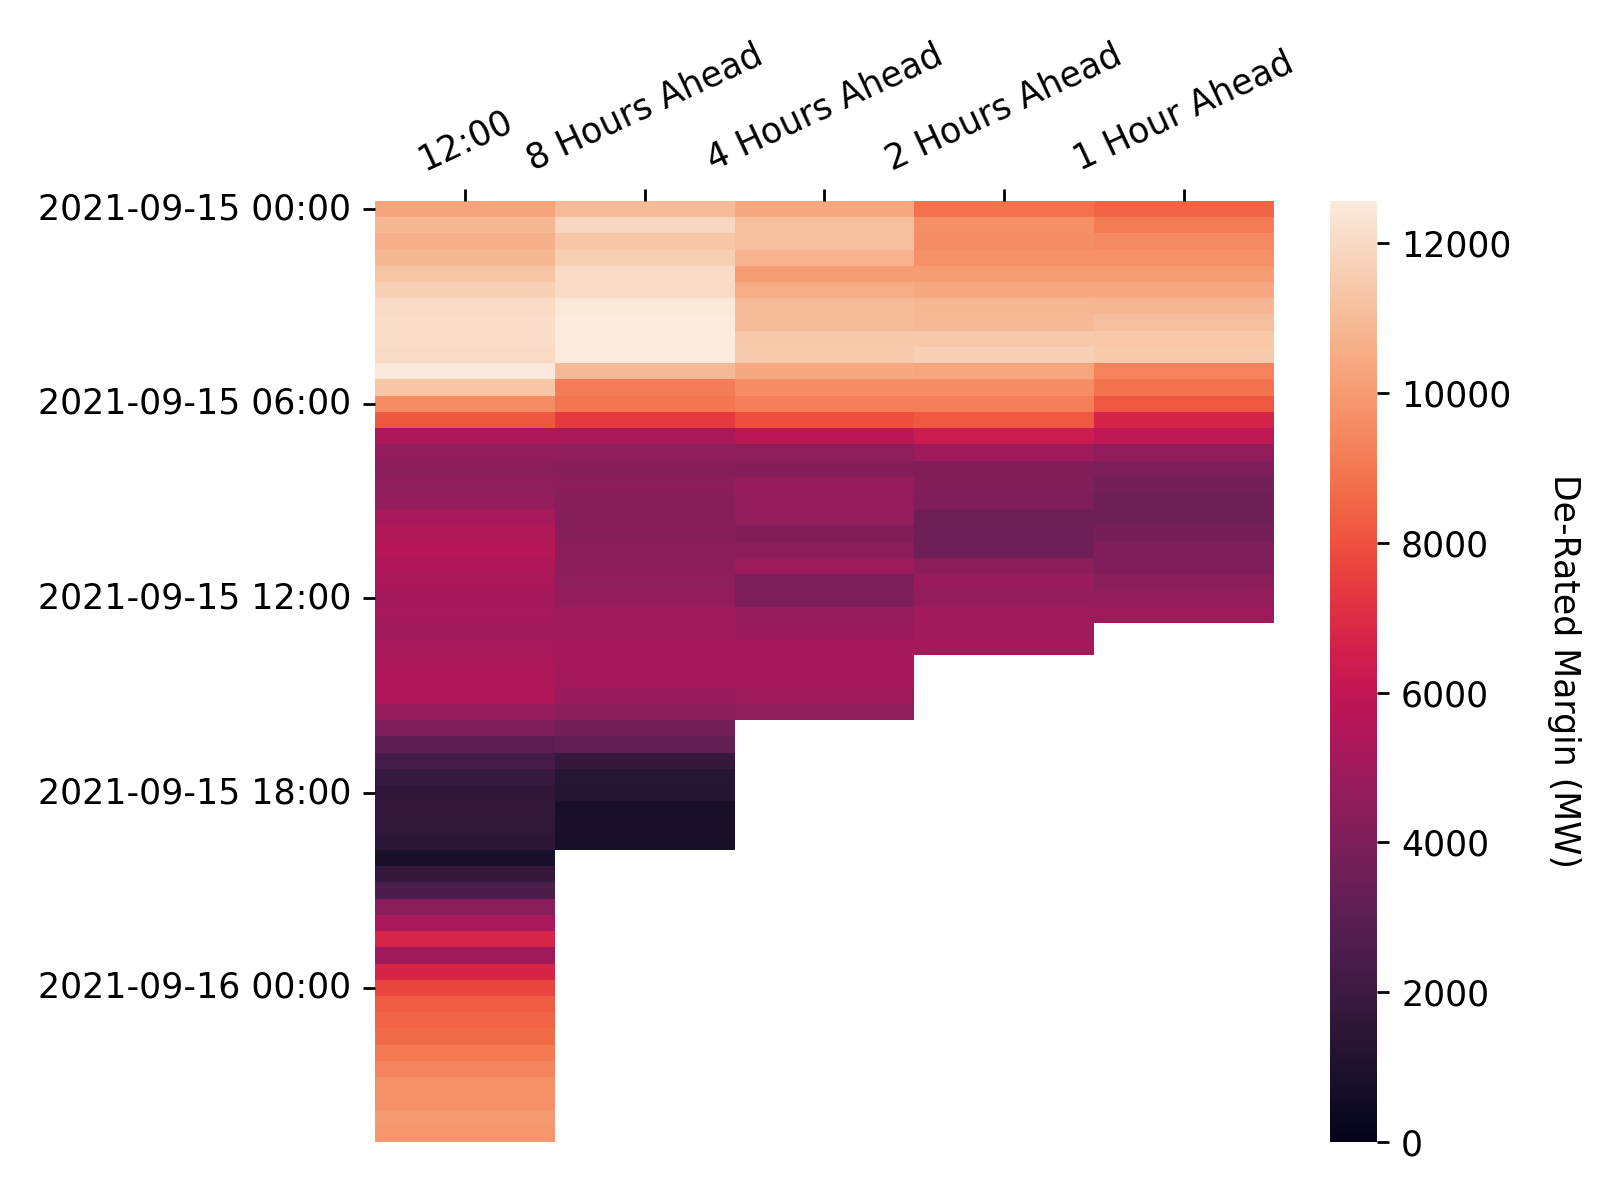 12:00
8 Hours Ahead
4 Hours Ahead
2 Hours Ahead
1 Hour Ahead
2021-09-15 00:00
2021-09-15 06:00
2021-09-15 12:00
2021-09-15 18:00
2021-09-16 00:00
12000
10000
8000
6000
4000
2000
0
De-Rated Margin (MW)